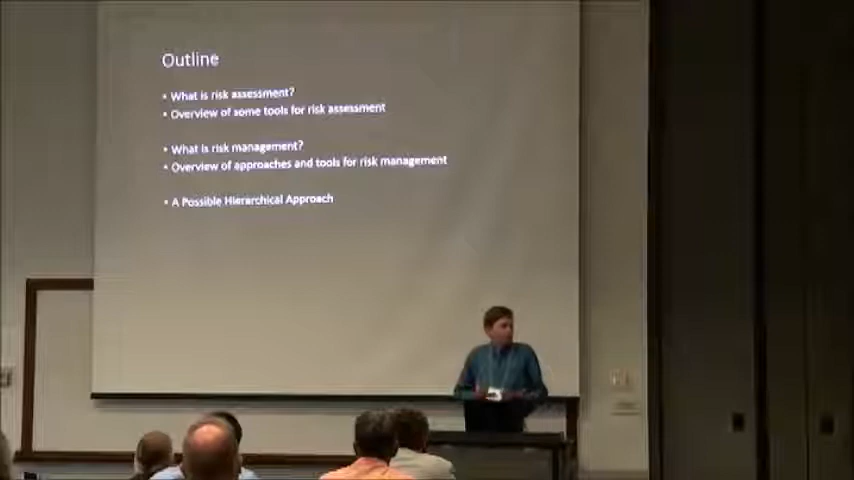 Outline
• What is risk assessment?
• Overview of some tools for risk assessment
• What is risk management?
• Overview of approaches and tools for risk management
• A Possible Hierarchical Approach